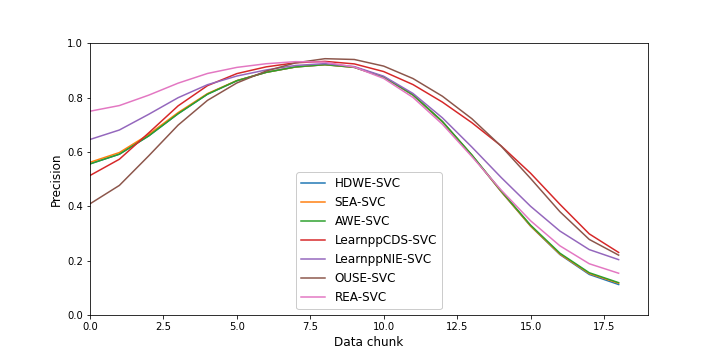 1.0
0.8
0.6
0.4
0.2
0.0
Precision
HDWE-SVC
SEA-SVC
AWE-SVC
LearnppCDS-SVC
LearnppNIE-SVC
OUSE-SVC
REA-SVC
0.0 2.5 5.0 7.5 10.0 12.5 15.0 17.5
Data chunk